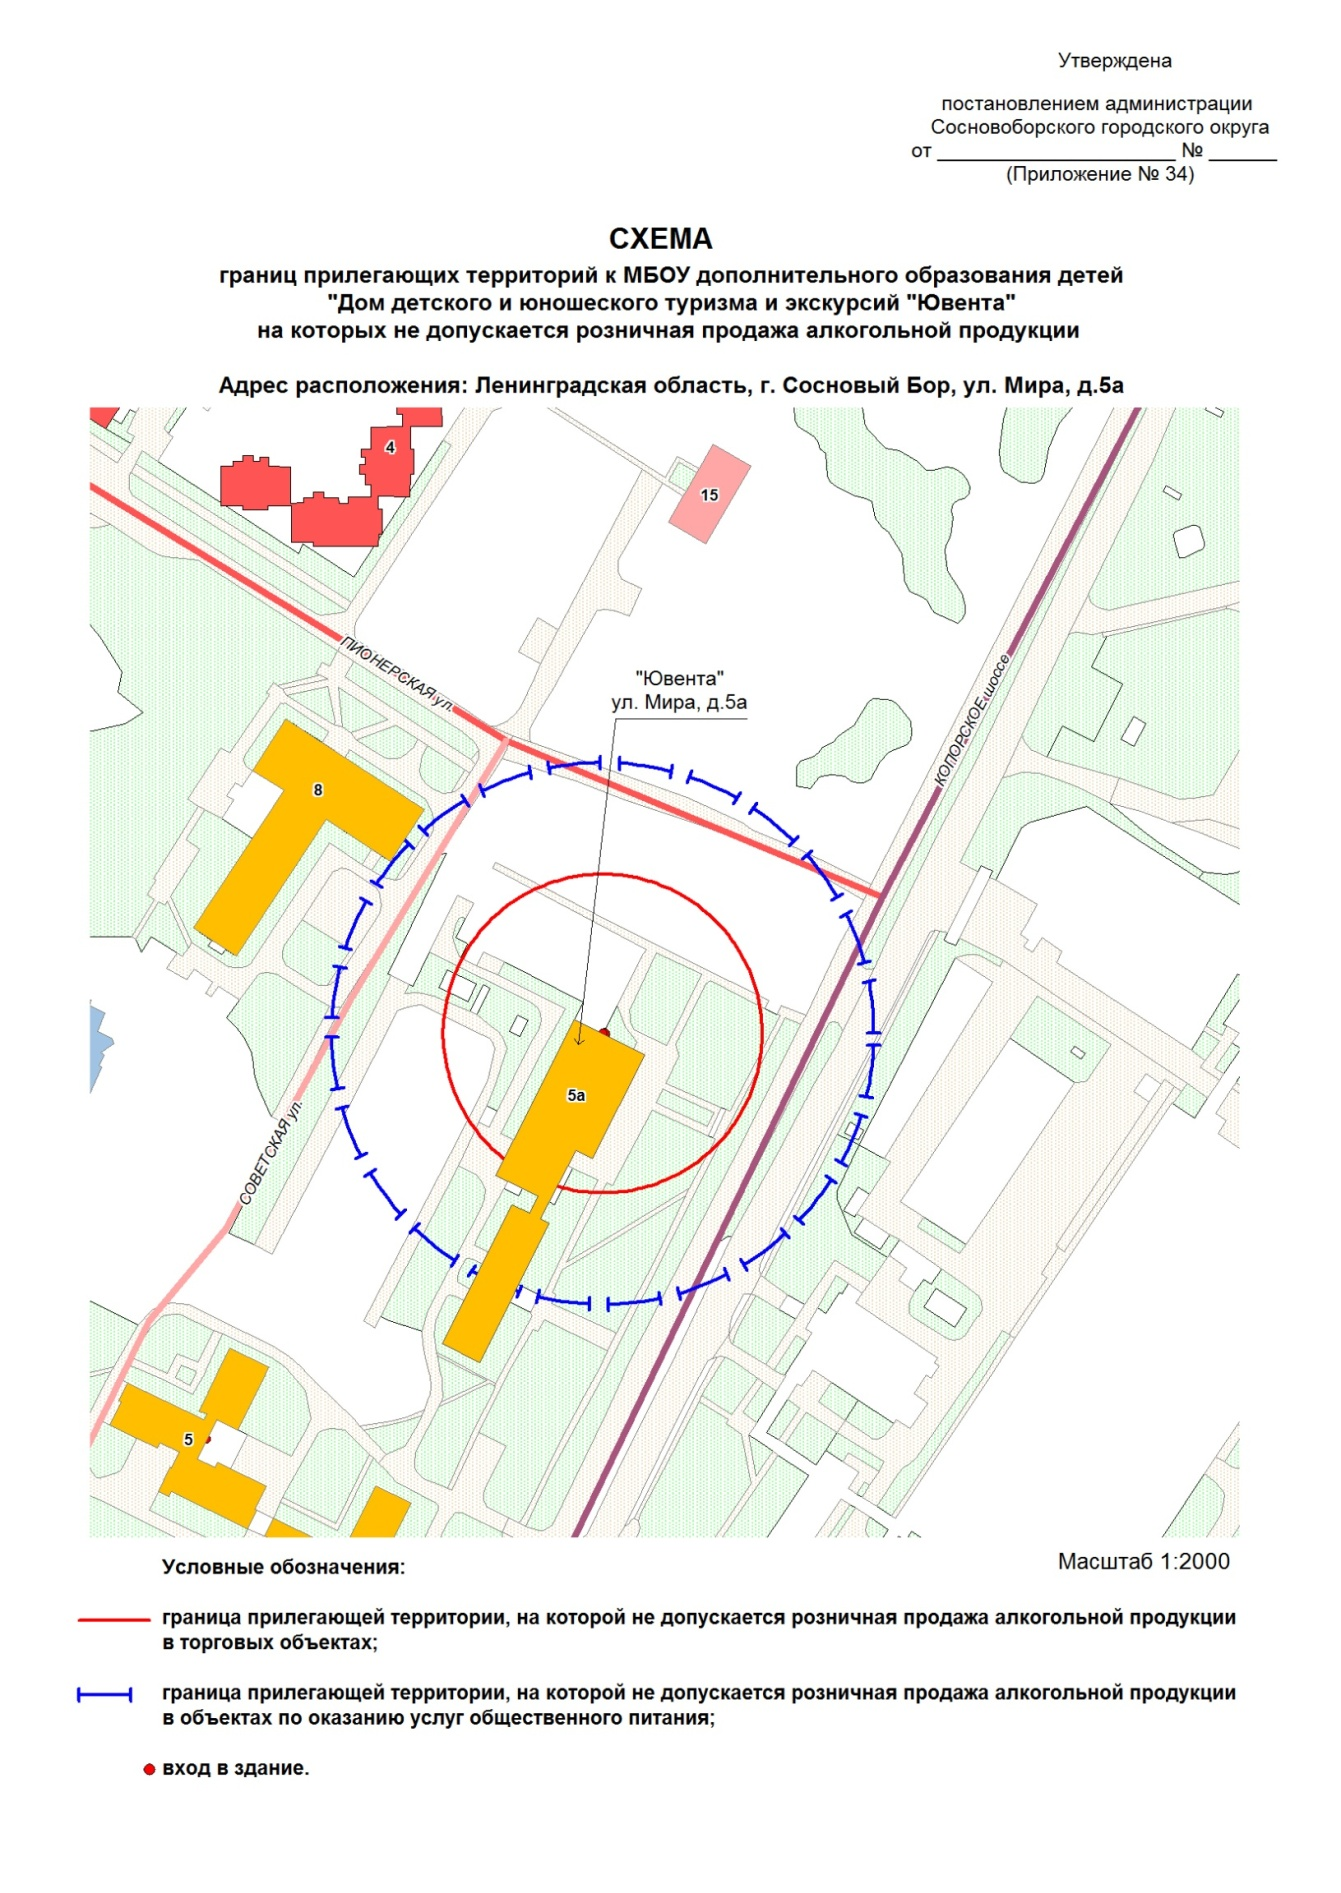 Утверждена
постановлением администрации
Сосновоборского городского округа
от _____________________ № ______
(Приложение № 34)
СХЕМА
границ прилегающих территорий к МБОУ дополнительного образования детей
"Дом детского и юношеского туризма и экскурсий "Ювента"
на которых не допускается розничная продажа алкогольной продукции
Адрес расположения: Ленинградская область, г. Сосновый Бор, ул. Мира, д.5а
4
15
ПИОНЕРСКАЯ ул.
"Ювента"
ул. Мира, д.5а
КОПОРСКОЕ шоссе
8
5а
СОВЕТСКАЯ ул.
5
Условные обозначения:
Масштаб 1:2000
граница прилегающей территории, на которой не допускается розничная продажа алкогольной продукции
в торговых объектах;
граница прилегающей территории, на которой не допускается розничная продажа алкогольной продукции
в объектах по оказанию услуг общественного питания;
вход в здание.